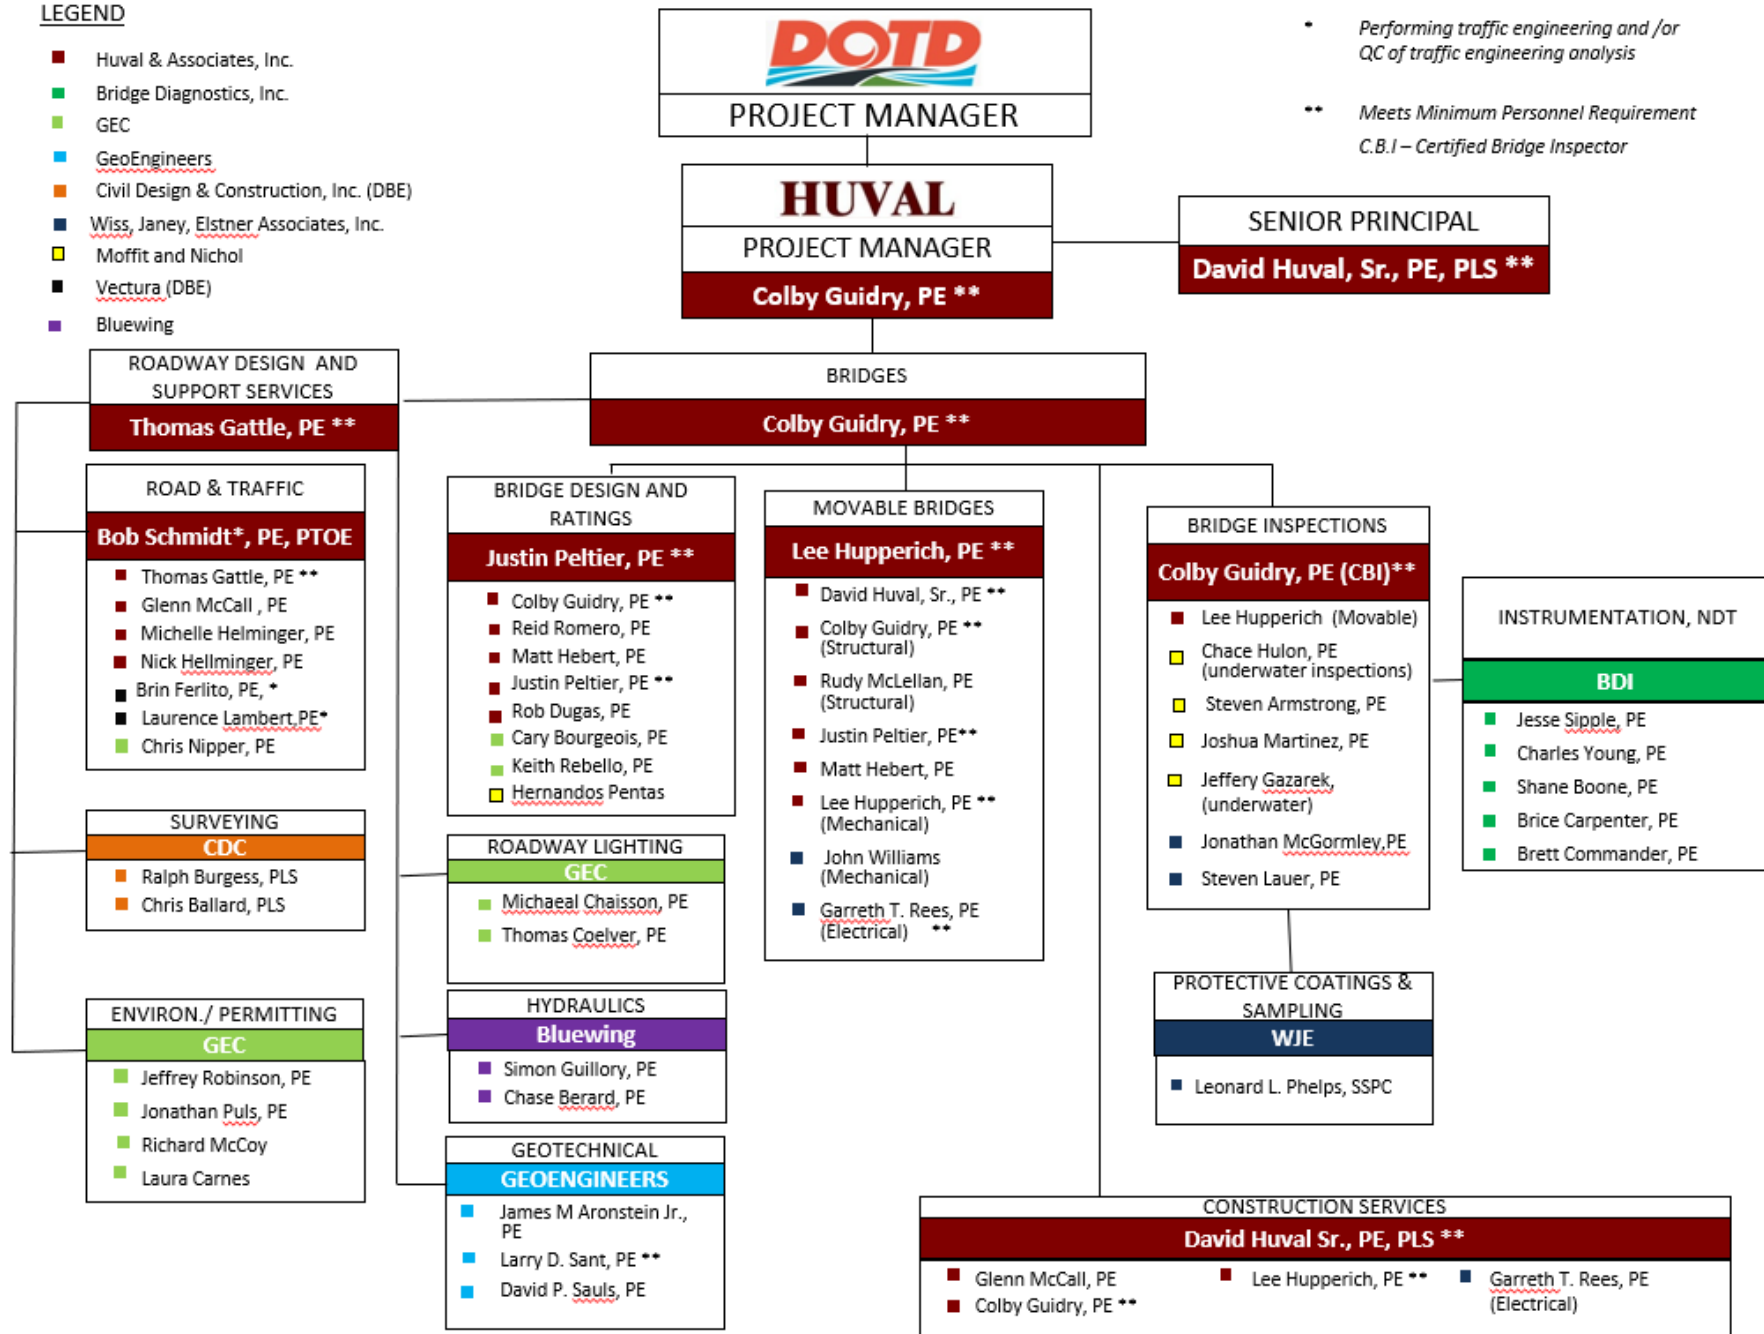 LEGEND
Huval & Associates, Inc.
Bridge Diagnostics, Inc.
GEC
GeoEngineers
Civil Design & Construction, Inc. (DBE)
Wiss, Janey, Elstner Associates, Inc.
Moffit and Nichol
Vectura (DBE)
Bluewing
DOTD
PROJECT MANAGER
* Performing traffic engineering and /or
QC of traffic engineering analysis
** Meets Minimum Personnel Requirement
C.B.I – Certified Bridge Inspector
HUVAL
PROJECT MANAGER
Colby Guidry, PE **
SENIOR PRINCIPAL
David Huval, Sr., PE, PLS **
ROADWAY DESIGN AND
SUPPORT SERVICES
Thomas Gattle, PE **
BRIDGES
Colby Guidry, PE **
ROAD & TRAFFIC
Bob Schmidt*, PE, PTOE
Thomas Gattle, PE **
Glenn McCall , PE
Michelle Helminger, PE
Nick Hellminger, PE
Brin Ferlito, PE, *
Laurence Lambert,PE*
Chris Nipper, PE
SURVEYING
CDC
Ralph Burgess, PLS
Chris Ballard, PLS
ENVIRON./ PERMITTING
GEC
Jeffrey Robinson, PE
Jonathan Puls, PE
Richard McCoy
Laura Carnes
BRIDGE DESIGN AND
RATINGS
Justin Peltier, PE **
Colby Guidry, PE **
Reid Romero, PE
Matt Hebert, PE
Justin Peltier, PE **
Rob Dugas, PE
Cary Bourgeois, PE
Keith Rebello, PE
Hernandos Pentas
ROADWAY LIGHTING
GEC
Michaeal Chaisson, PE
Thomas Coelver, PE
HYDRAULICS
Bluewing
Simon Guillory, PE
Chase Berard, PE
GEOTECHNICAL
GEOENGINEERS
James M Aronstein Jr.,
PE
Larry D. Sant, PE **
David P. Sauls, PE
MOVABLE BRIDGES
Lee Hupperich, PE **
David Huval, Sr., PE **
Colby Guidry, PE **
(Structural)
Rudy McLellan, PE
(Structural)
Justin Peltier, PE**
Matt Hebert, PE
Lee Hupperich, PE **
(Mechanical)
John Williams
(Mechanical)
Garreth T. Rees, PE
(Electrical) **
BRIDGE INSPECTIONS
Colby Guidry, PE (CBI)**
Lee Hupperich (Movable)
Chace Hulon, PE
(underwater inspections)
Steven Armstrong, PE
Joshua Martinez, PE
Jeffery Gazarek,
(underwater)
Jonathan McGormley,PE
Steven Lauer, PE
INSTRUMENTATION, NDT
BDI
Jesse Sipple, PE
Charles Young, PE
Shane Boone, PE
Brice Carpenter, PE
Brett Commander, PE
PROTECTIVE COATINGS &
SAMPLING
WJE
Leonard L. Phelps, SSPC
CONSTRUCTION SERVICES
David Huval Sr., PE, PLS **
Glenn McCall, PE
Colby Guidry, PE **
Lee Hupperich, PE **
Garreth T. Rees, PE
(Electrical)